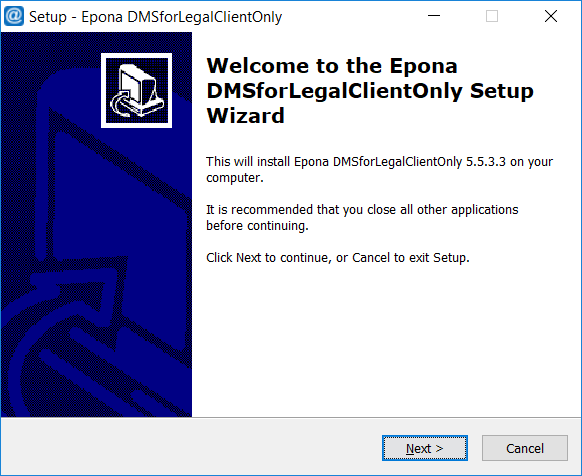 Setup - Epona DMSforLegalClientOnly
Welcome to the Epona
DMSforLegalClientOnly Setup
Wizard
This will install Epona DMSforLegalClientOnly 5.5.3.3 on your
computer.
It is recommended that you close all other applications
before continuing.
Click Next to continue, or Cancel to exit Setup.
Next >
Cancel